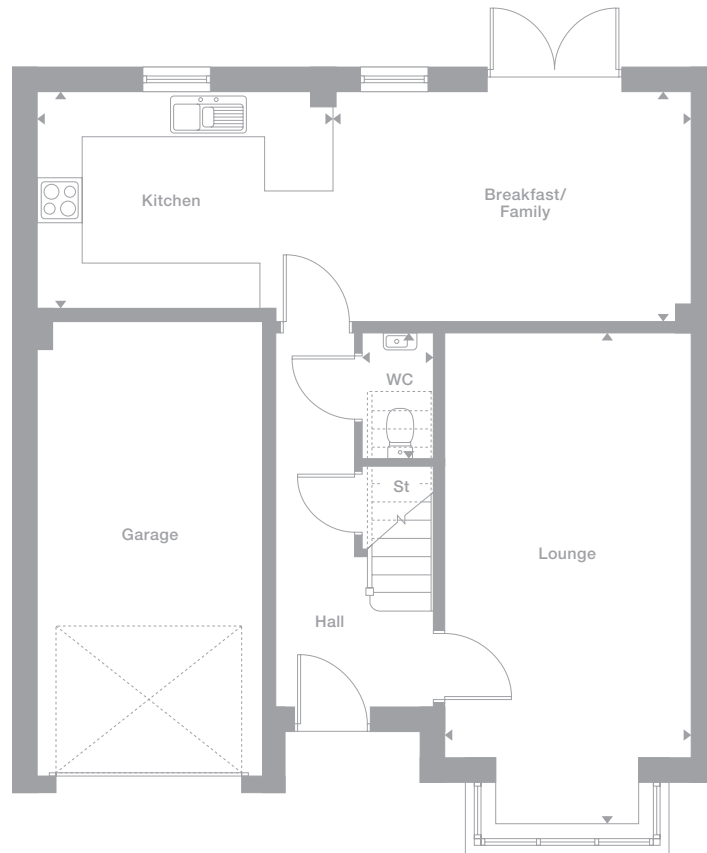 Kitchen
Breakfast/
Family
WC
St
Garage
Lounge
Hall